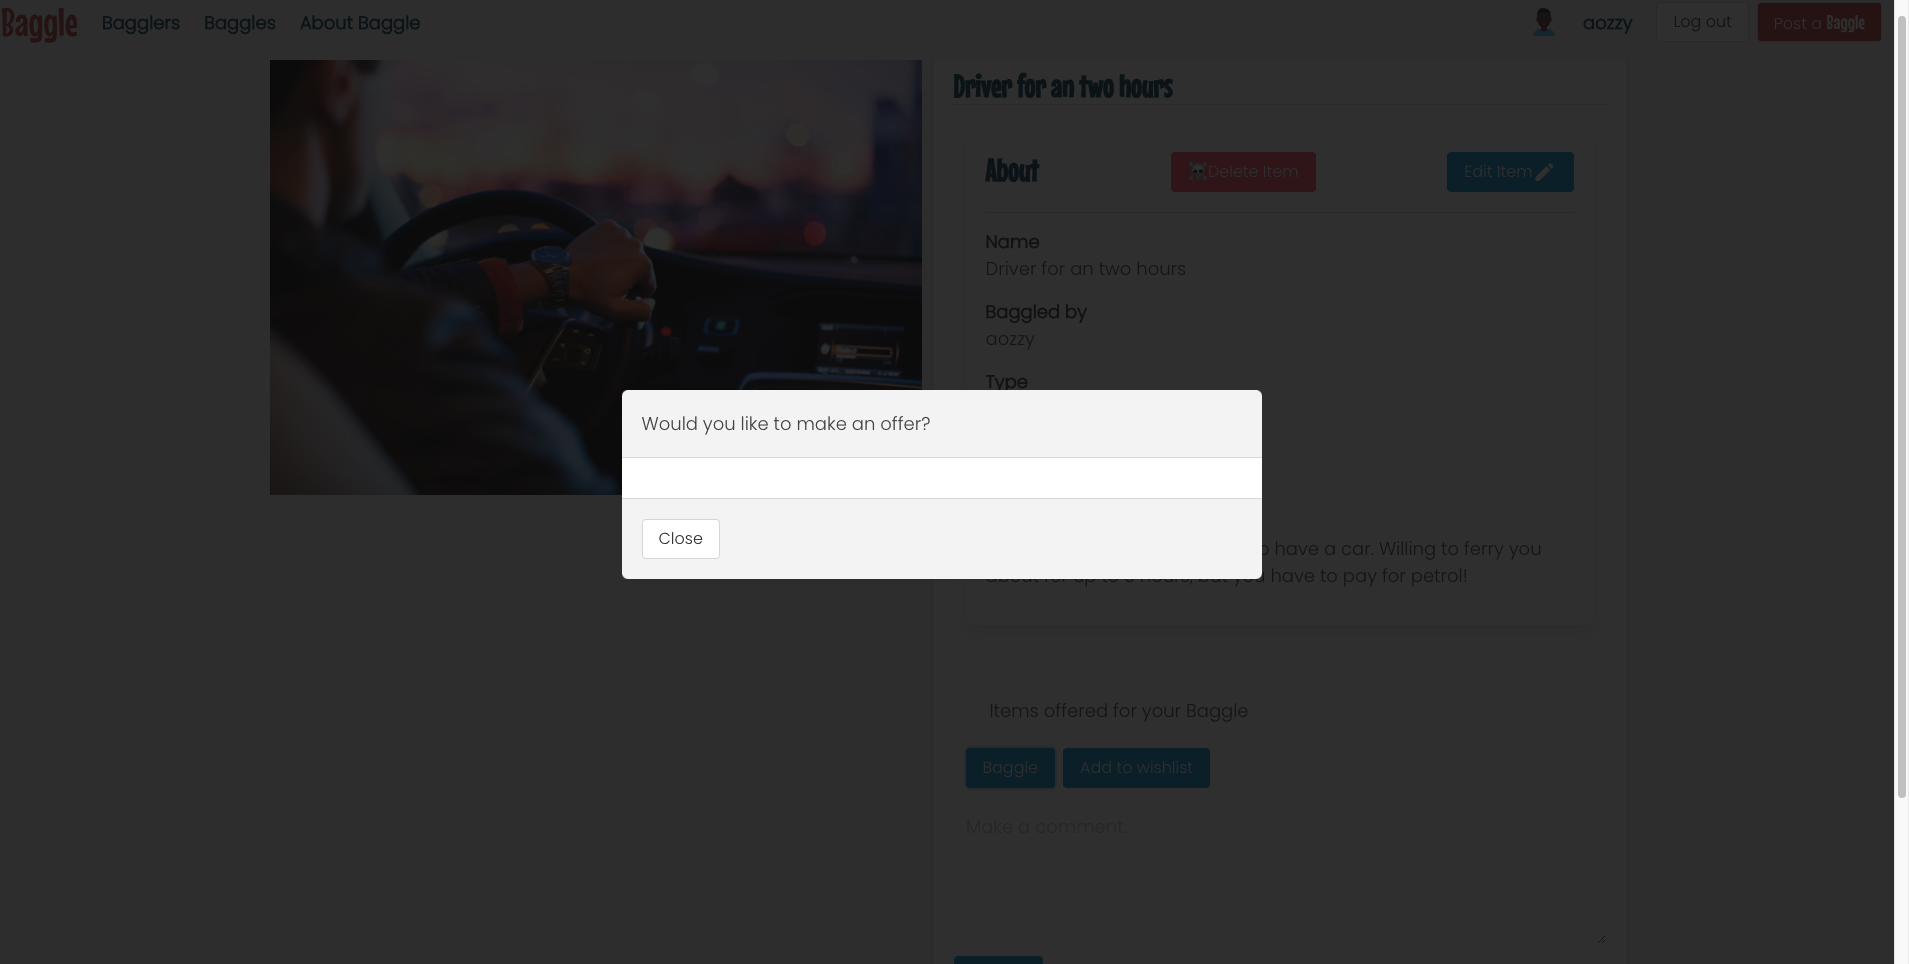 Baggle Bagglers Baggles About Baggle aozzy Log out Post a Baggle
Driver for an two hours
About Delete Item Edit Item
Name
Driver for an two hours
Baggled by
aozzy
Type
Would you like to make an offer?
Close
have a car. Willing to ferry you
have to pay for petrol!
Items offered for your Baggle
Baggle Add to wishlist
Make a comment.